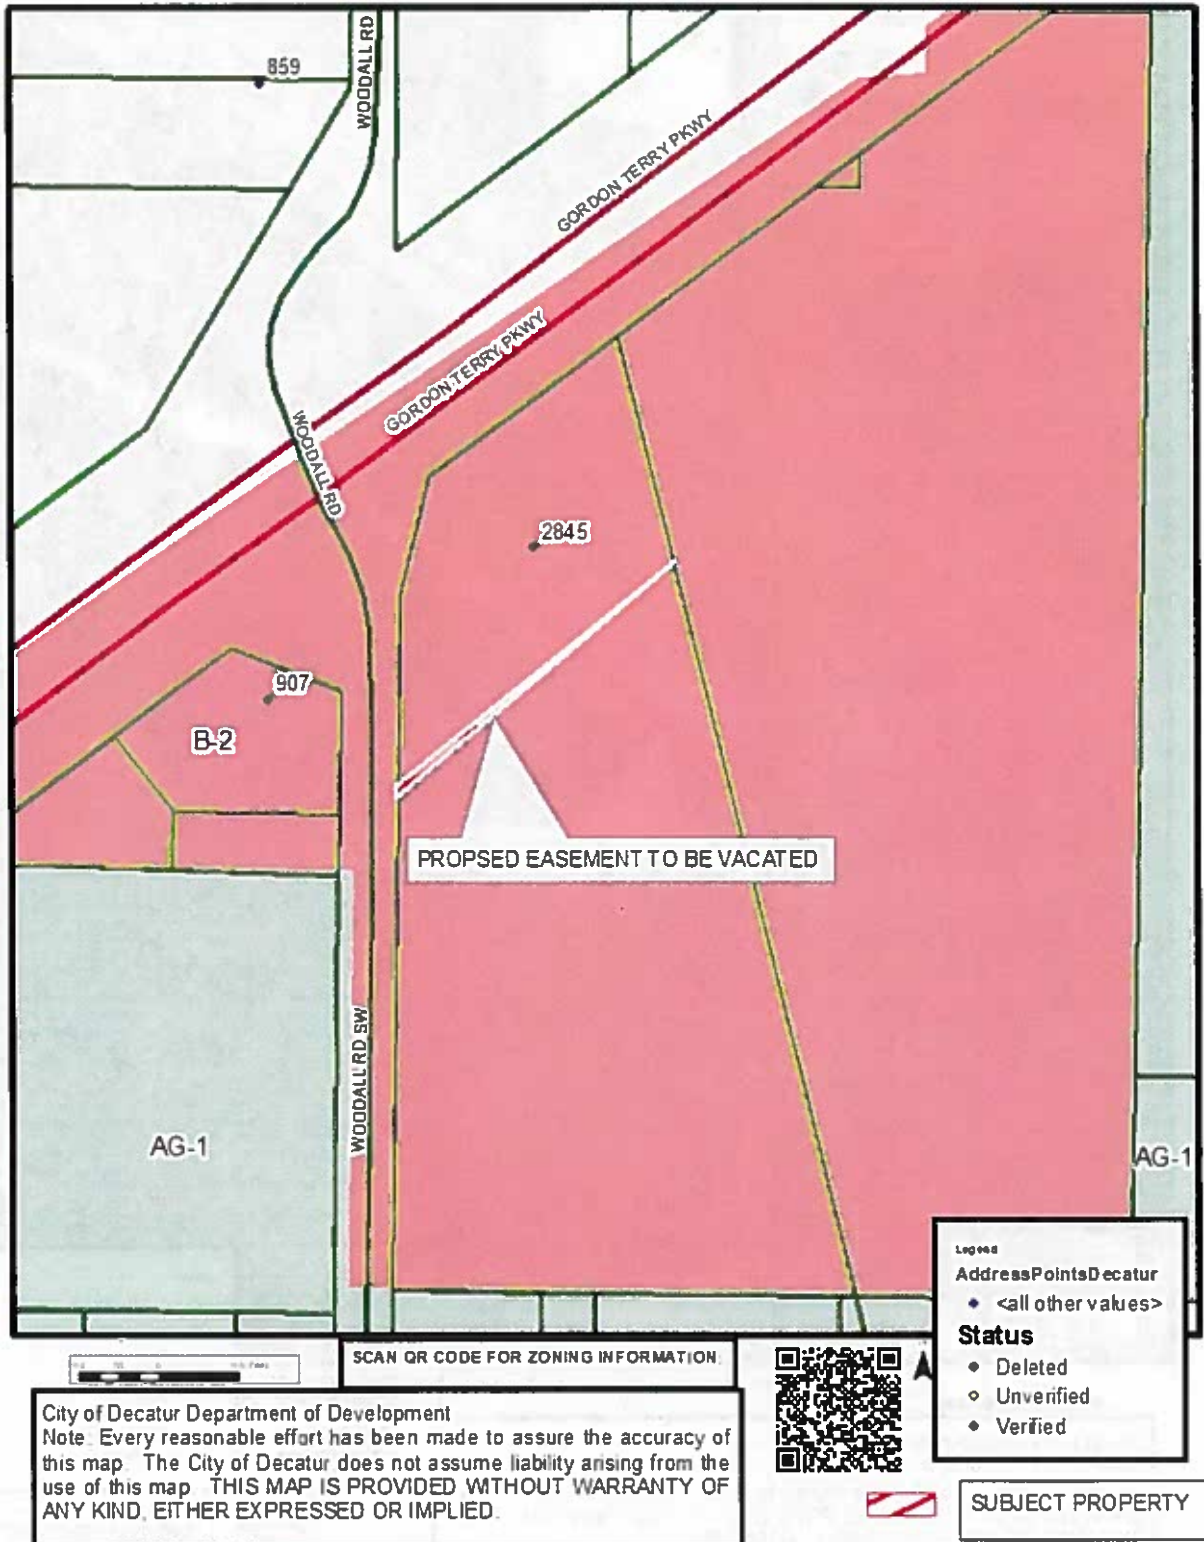 WOODALL RD
859
GORDON TERRY PKWY
GORDON TERRY PKWY
WOODALL RD
2845
907
B-2
PROPSED EASEMENT TO BE VACATED
WOODALL RD SW
AG-1
AG-1
Legend
AddressPointsDecatur
<all other values>
Status
Deleted
Unverified
Verified
SCAN QR CODE FOR ZONING INFORMATION:
City of Decatur Department of Development
Note: Every reasonable effort has been made to assure the accuracy of
this map. The City of Decatur does not assume liability arising from the
use of this map. THIS MAP IS PROVIDED WITHOUT WARRANTY OF
ANY KIND, EITHER EXPRESSED OR IMPLIED.
SUBJECT PROPERTY